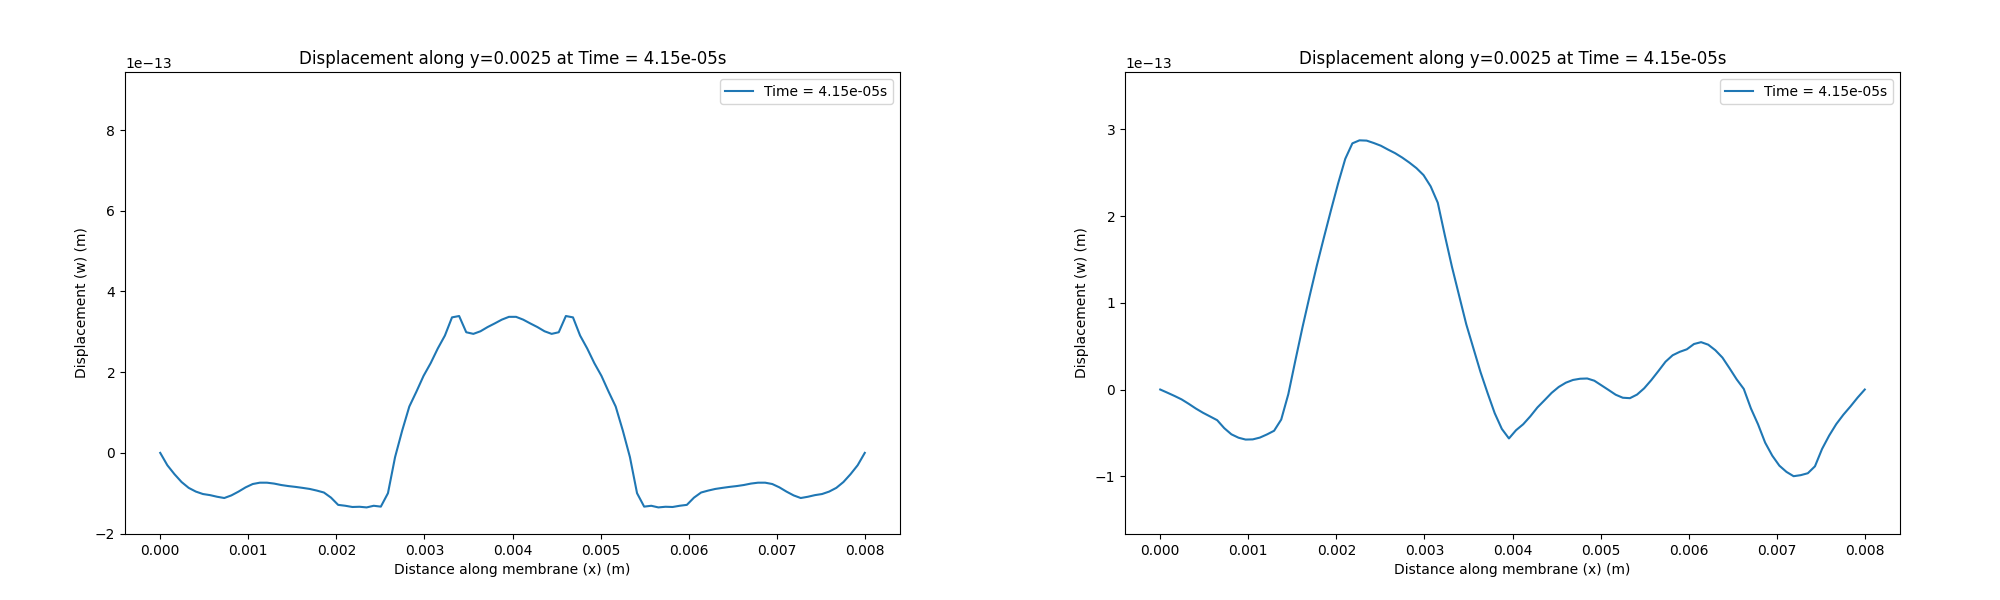 Displacement along y=0.0025 at Time = 4.15e-05s
1e−13
Time = 4.15e-05s
8
6
4
2
0
−2
Displacement (w) (m)
0.000 0.001 0.002 0.003 0.004 0.005 0.006 0.007 0.008
Distance along membrane (x) (m)
Displacement along y=0.0025 at Time = 4.15e-05s
1e−13
Time = 4.15e-05s
3
2
1
0
−1
Displacement (w) (m)
0.000 0.001 0.002 0.003 0.004 0.005 0.006 0.007 0.008
Distance along membrane (x) (m)